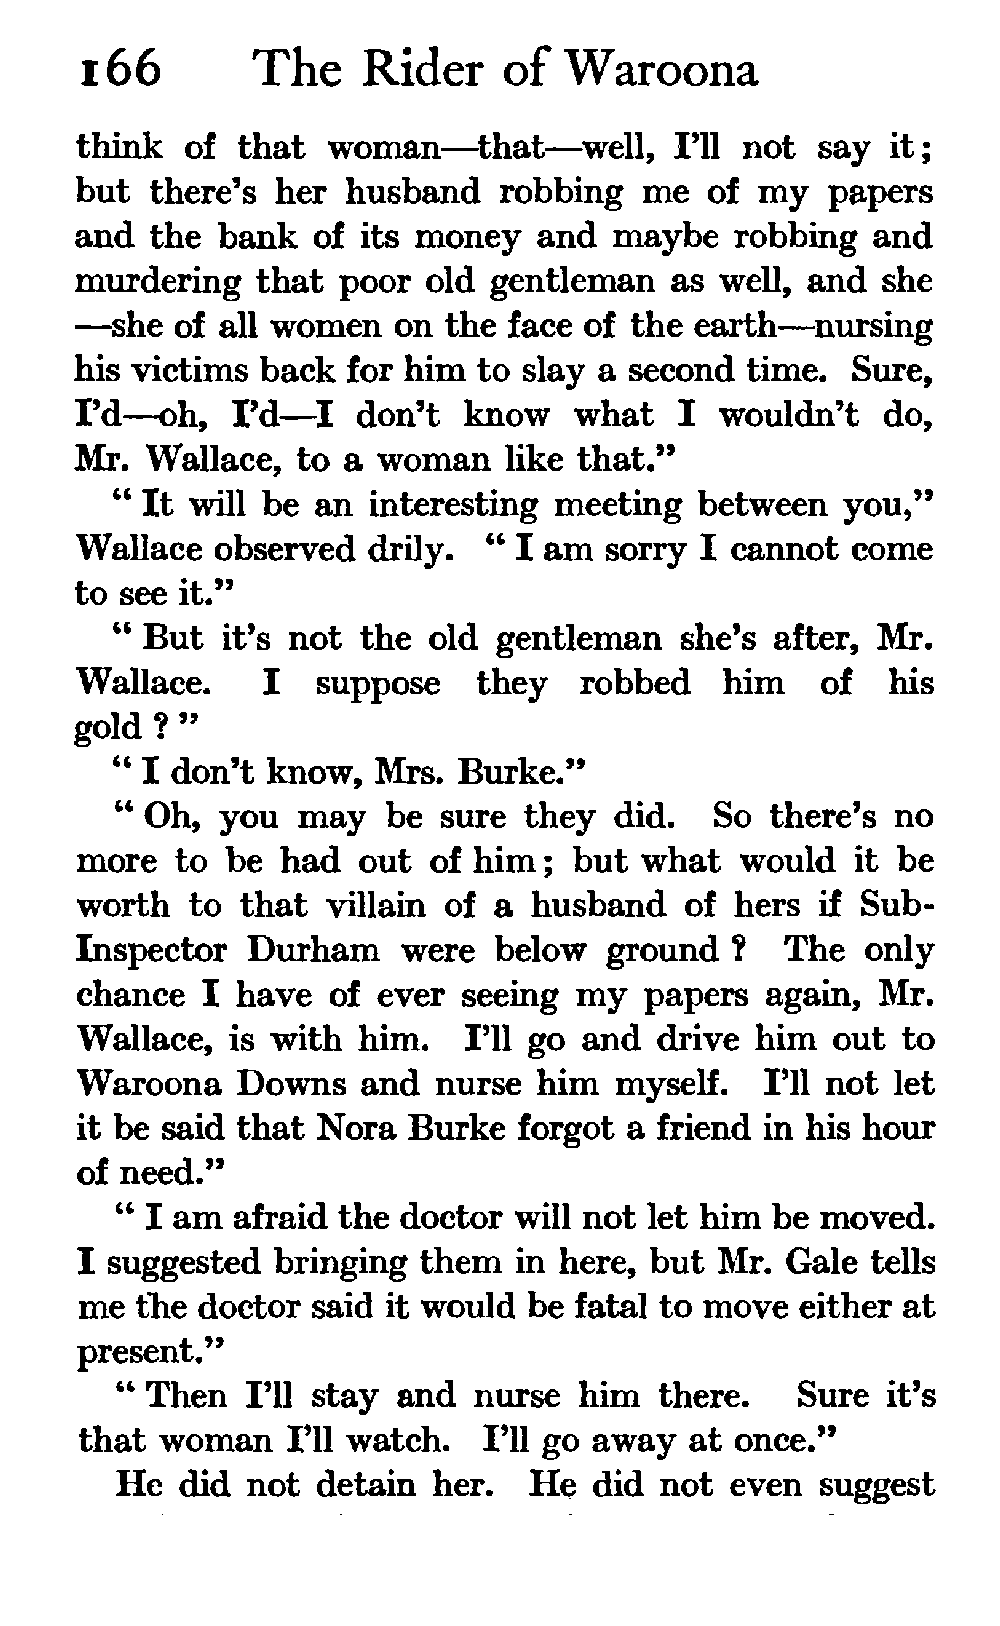 166 The Rider of Waroona
think of that woman—that—well, I'll not say it;
but there's her husband robbing me of my papers
and the bank of its money and maybe robbing and
murdering that poor old gentleman as well, and she
—she of all women on the face of the earth—nursing
his victims back for him to slay a second time. Sure,
I'd—oh, I'd—I don't know what I wouldn't do,
Mr. Wallace, to a woman like that."
"It will be an interesting meeting between you,"
Wallace observed drily. "I am sorry I cannot come
to see it."
"But it's not the old gentleman she's after, Mr.
Wallace. I suppose they robbed him of his
gold?"
"I don't know, Mrs. Burke."
"Oh, you may be sure they did. So there's no
more to be had out of him; but what would it be
worth to that villain of a husband of hers if Sub-
Inspector Durham were below ground? The only
chance I have of ever seeing my papers again, Mr.
Wallace, is with him. I'll go and drive him out to
Waroona Downs and nurse him myself. I'll not let
it be said that Nora Burke forgot a friend in his hour
of need."
"I am afraid the doctor will not let him be moved.
I suggested bringing them in here, but Mr. Gale tells
me the doctor said it would be fatal to move either at
present."
"Then I'll stay and nurse him there. Sure it's
that woman I'll watch. I'll go away at once."
He did not detain her. He did not even suggest